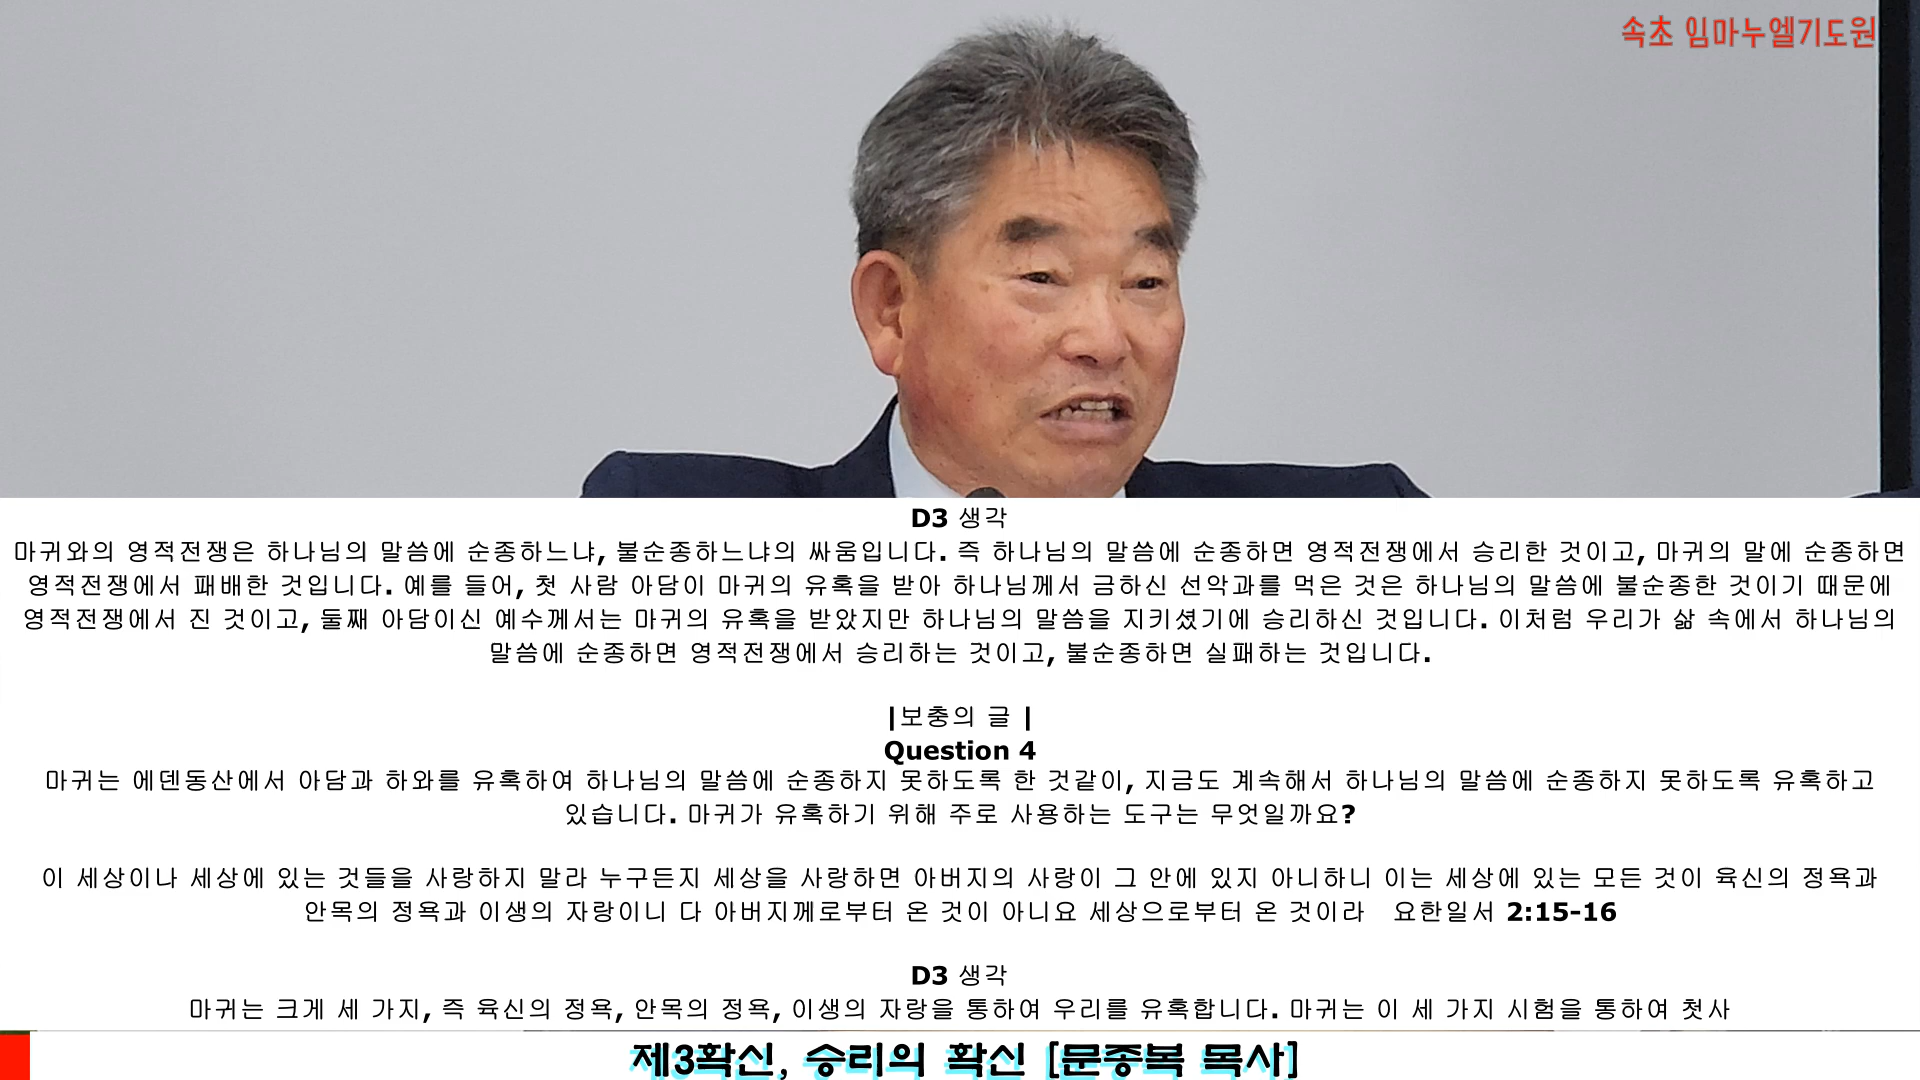 속초 임마누엘기도원
D3 생각
마귀와의 영적전쟁은 하나님의 말씀에 순종하느냐, 불순종하느냐의 싸움입니다. 즉 하나님의 말씀에 순종하면 영적전쟁에서 승리한 것이고, 마귀의 말에 순종하면
영적전쟁에서 패배한 것입니다. 예를 들어, 첫 사람 아담이 마귀의 유혹을 받아 하나님께서 금하신 선악과를 먹은 것은 하나님의 말씀에 불순종한 것이기 때문에
영적전쟁에서 진 것이고, 둘째 아담이신 예수께서는 마귀의 유혹을 받았지만 하나님의 말씀을 지키셨기에 승리하신 것입니다. 이처럼 우리가 삶 속에서 하나님의
말씀에 순종하면 영적전쟁에서 승리하는 것이고, 불순종하면 실패하는 것입니다.
|보충의 글 |
Question 4
마귀는 에덴동산에서 아담과 하와를 유혹하여 하나님의 말씀에 순종하지 못하도록 한 것같이, 지금도 계속해서 하나님의 말씀에 순종하지 못하도록 유혹하고
있습니다. 마귀가 유혹하기 위해 주로 사용하는 도구는 무엇일까요?
이 세상이나 세상에 있는 것들을 사랑하지 말라 누구든지 세상을 사랑하면 아버지의 사랑이 그 안에 있지 아니하니 이는 세상에 있는 모든 것이 육신의 정욕과
안목의 정욕과 이생의 자랑이니 다 아버지께로부터 온 것이 아니요 세상으로부터 온 것이라 요한일서 2:15-16
D3 생각
마귀는 크게 세 가지, 즉 육신의 정욕, 안목의 정욕, 이생의 자랑을 통하여 우리를 유혹합니다. 마귀는 이 세 가지 시험을 통하여 첫사
제3확신, 승리의 확신 [문종복 목사]